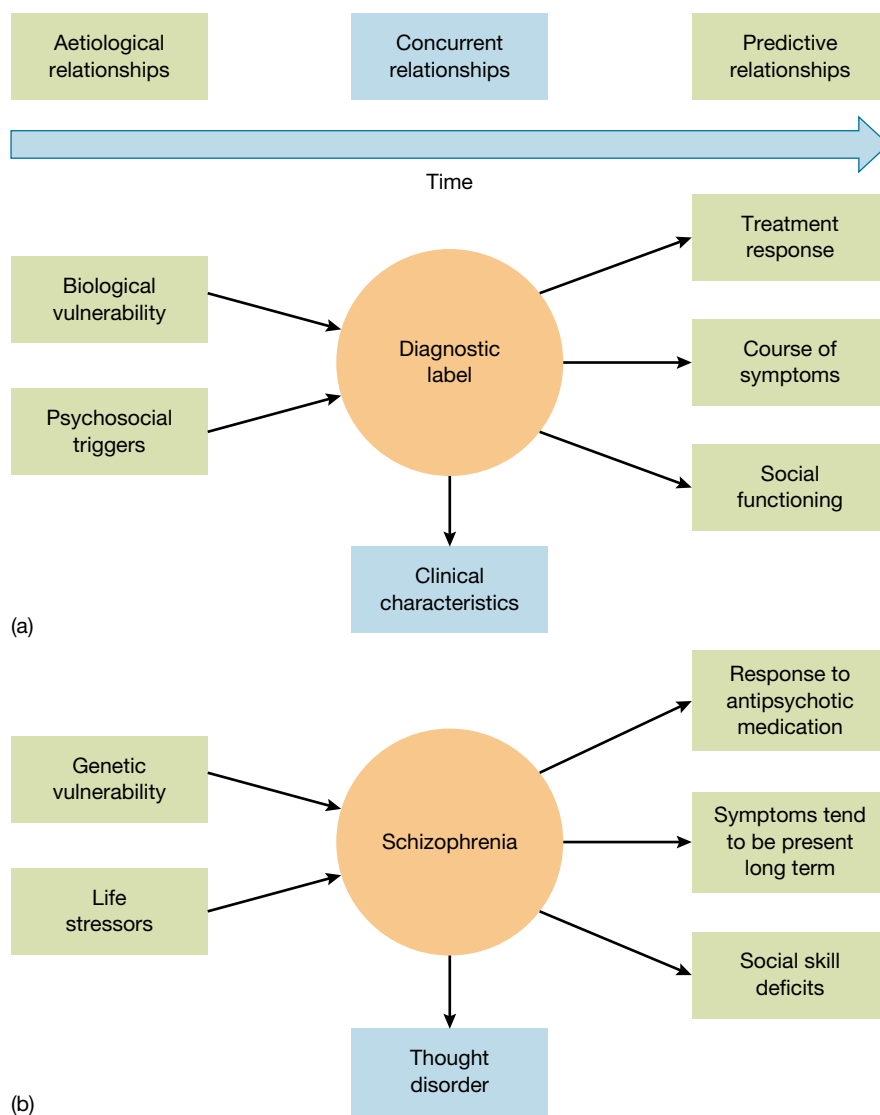 Aetiological
relationships
Concurrent
relationships
Predictive
relationships
Time
Biological
vulnerability
Psychosocial
triggers
Diagnostic
label
Treatment
response
Course of
symptoms
Social
functioning
Clinical
characteristics
(a)
Genetic
vulnerability
Life
stressors
Schizophrenia
Response to
antipsychotic
medication
Symptoms tend
to be present
long term
Social skill
deficits
Thought
disorder
(b)